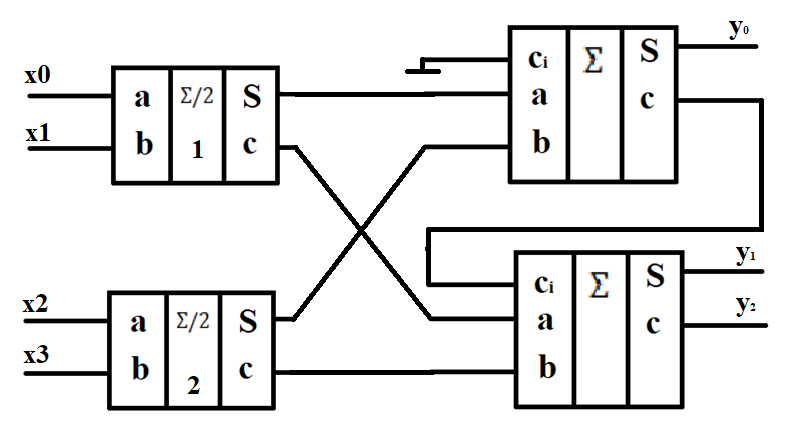 x0
x1
a Σ/2 S
b 1 c
x2
x3
a Σ/2 S
b 2 c
cᵢ Σ S
a c
b
y₀
cᵢ Σ S
a c
b
y₁
y₂